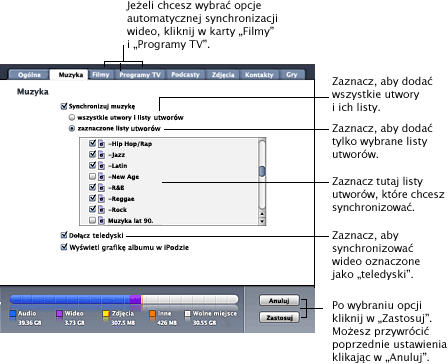 Jeżeli chcesz wybrać opcje
automatycznej synchronizacji
wideo, kliknij w karty „Filmy”
i „Programy TV”.
Ogólne Muzyka Filmy Programy TV Podcasty Zdjęcia Kontakty Gry
Muzyka
Synchronizuj muzykę
wszystkie utwory i listy utworów
zaznaczone listy utworów
~Hip Hop/Rap
~Jazz
~Latin
~New Age
~R&B
~Reggae
~Rock
Muzyka lat 90.
Dołącz teledyski
Wyświetl grafikę albumu w iPodzie
Zaznacz, aby dodać
wszystkie utwory
i ich listy.
Zaznacz, aby dodać
tylko wybrane listy
utworów.
Zaznacz tutaj listy
utworów, które chcesz
synchronizować.
Zaznacz, aby
synchronizować
wideo oznaczone
jako „teledyski”.
Audio Wideo Zdjęcia Inne Wolne miejsce
39.36 GB 3.73 GB 307.5 MB 426 MB 30.55 GB
Anuluj
Zastosuj
Po wybraniu opcji
kliknij w „Zastosuj”.
Możesz przywrócić
poprzednie ustawienia
klikając w „Anuluj”.